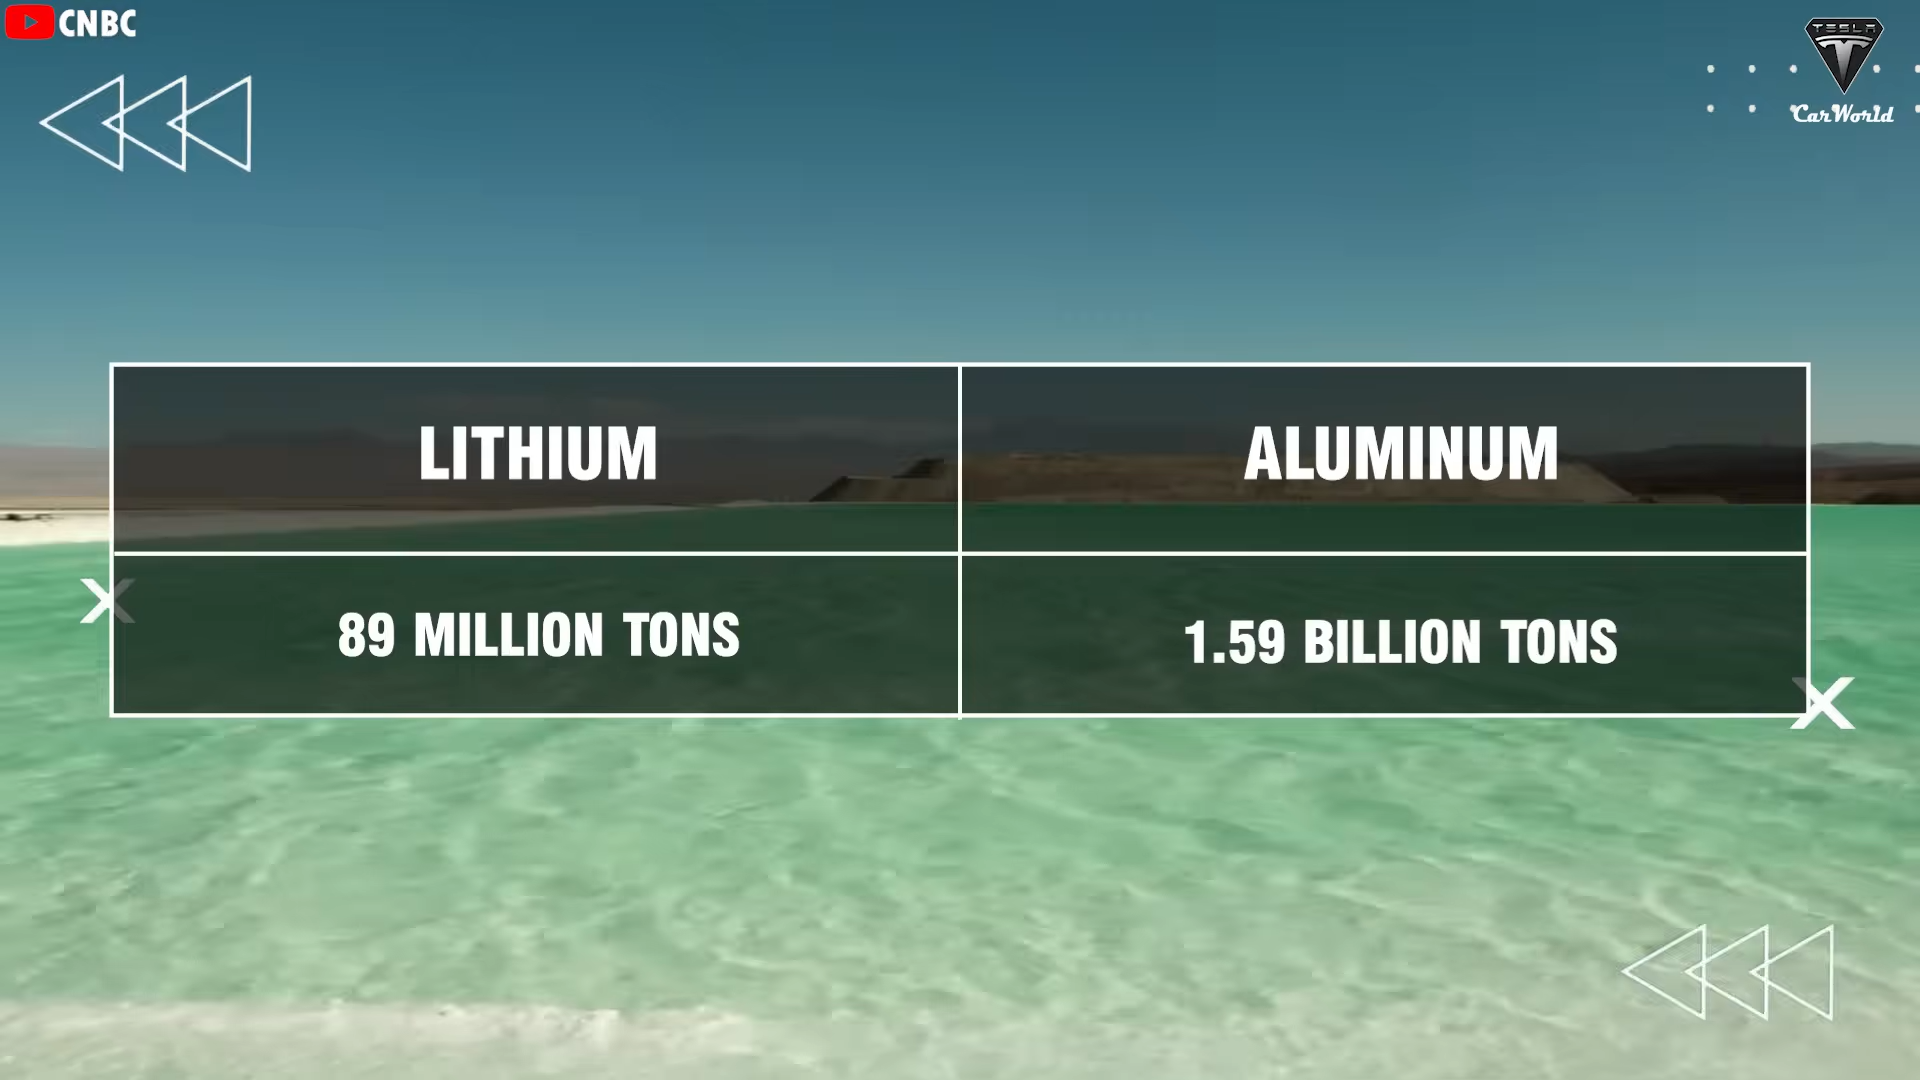 CNBC
TESLA
CarWorld
LITHIUM
ALUMINUM
89 MILLION TONS
1.59 BILLION TONS